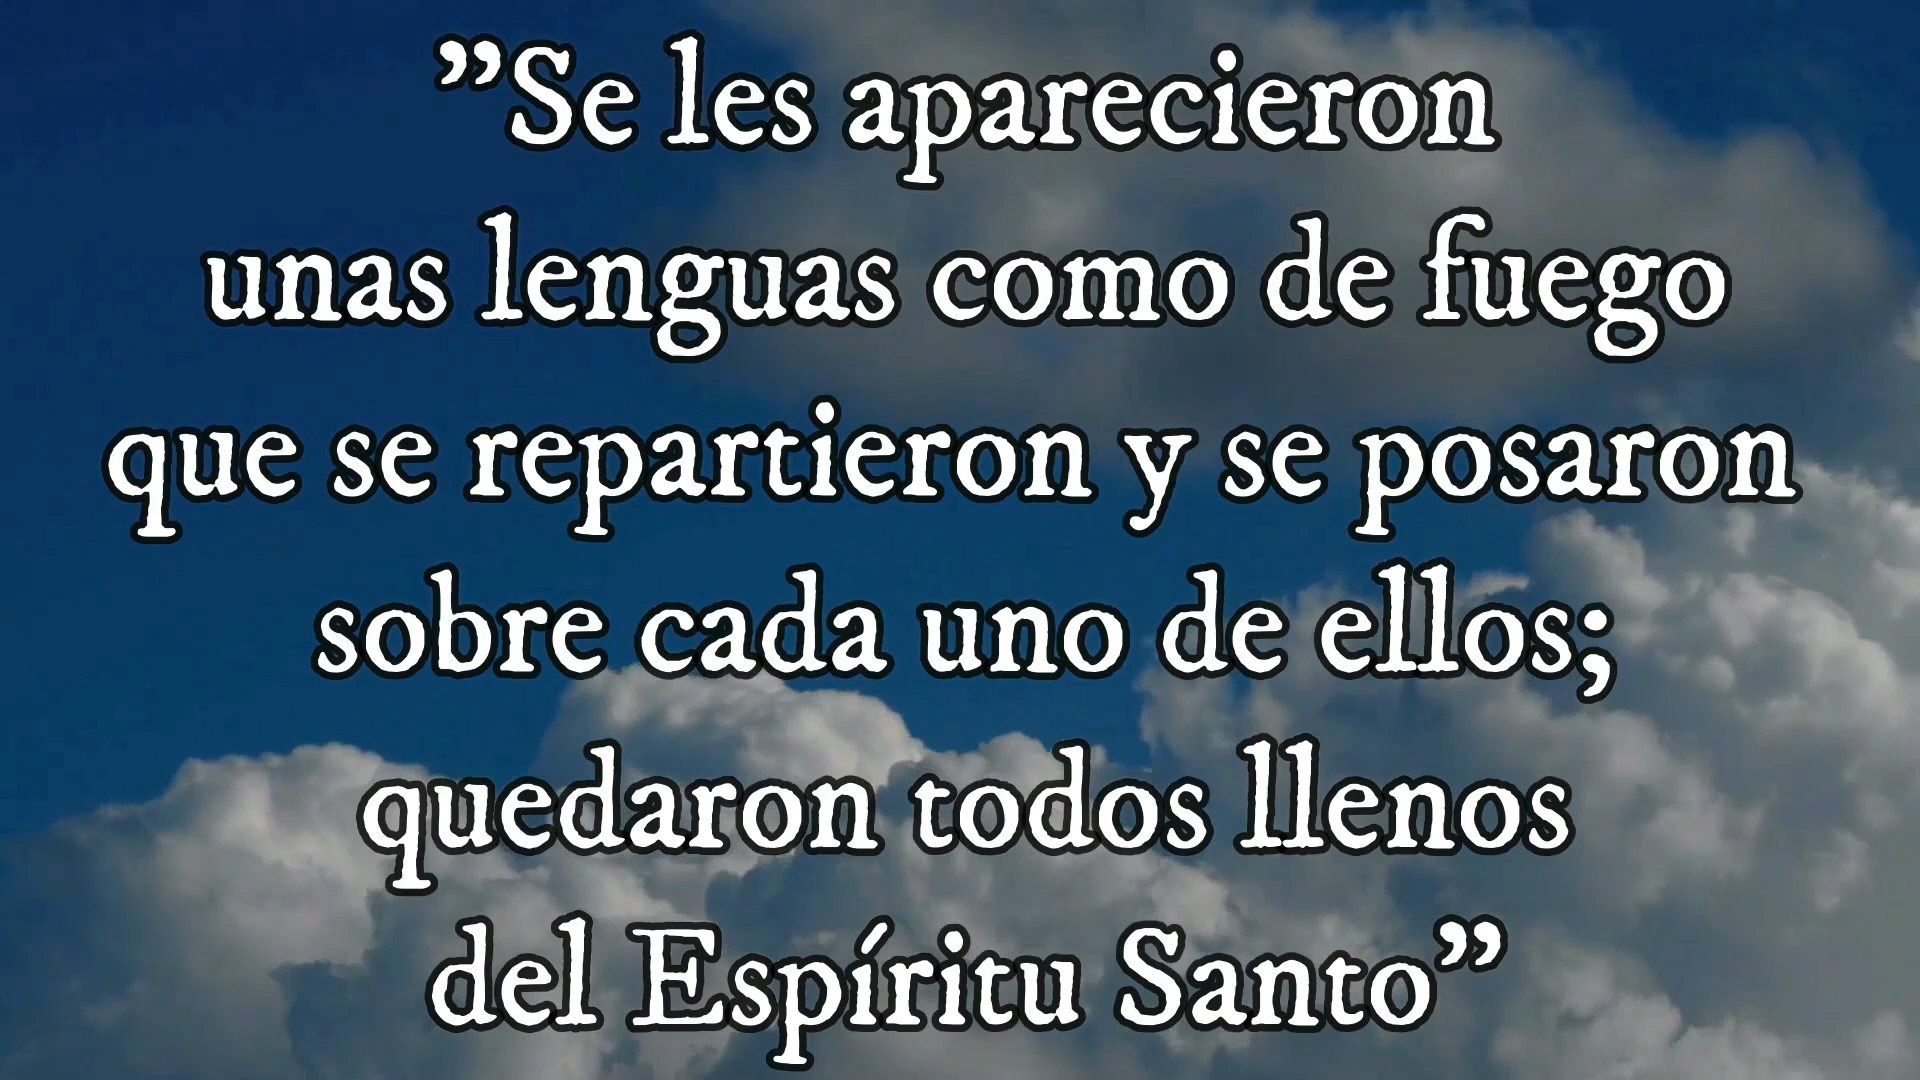 ”Se les aparecieron
unas lenguas como de fuego
que se repartieron y se posaron
sobre cada uno de ellos;
quedaron todos llenos
del Espíritu Santo”